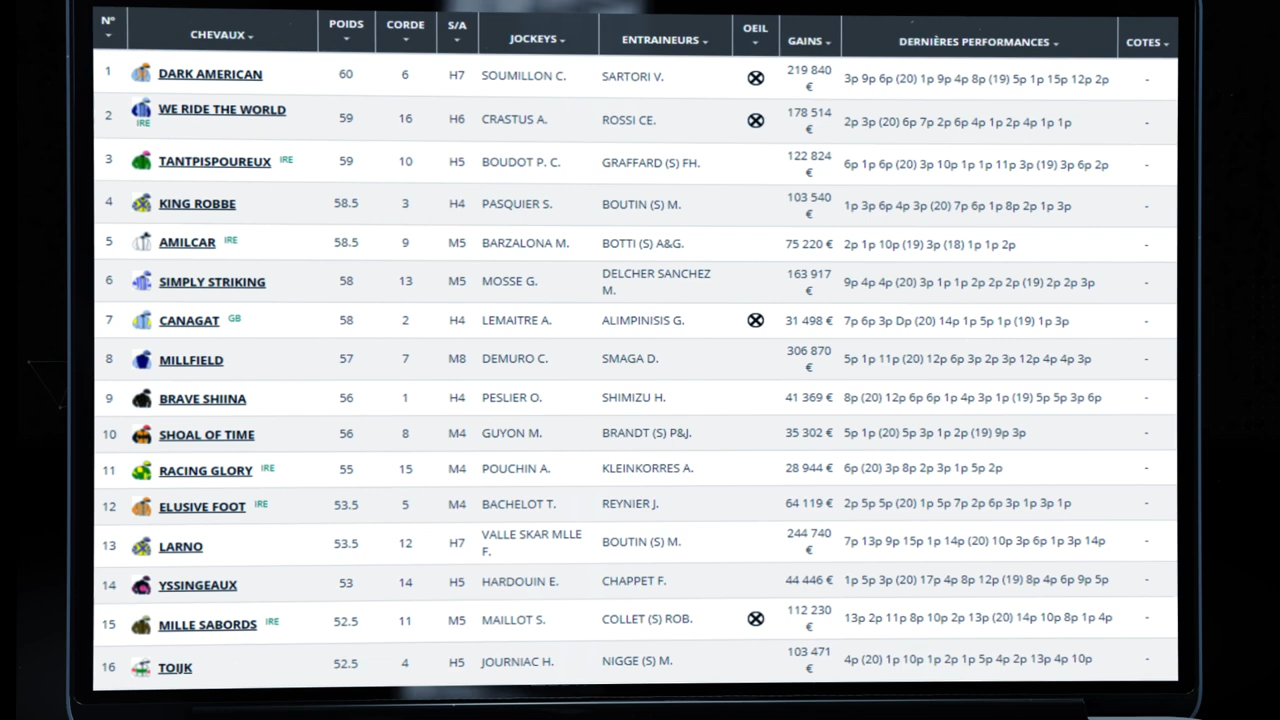 N° CHEVAUX POIDS CORDE S/A JOCKEYS ENTRAINEURS OEIL GAINS DERNIÈRES PERFORMANCES COTES
1 DARK AMERICAN 60 6 H7 SOUMILLON C. SARTORI V. 219 840 € 3p 9p 6p (20) 1p 9p 4p 8p (19) 5p 1p 15p 12p 2p -
2 WE RIDE THE WORLD IRE 59 16 H6 CRASTUS A. ROSSI CE. 178 514 € 2p 3p (20) 6p 7p 2p 6p 4p 1p 2p 4p 1p 1p -
3 TANTPISPOUREUX IRE 59 10 H5 BOUDOT P. C. GRAFFARD (S) FH. 122 824 € 6p 1p 6p (20) 3p 10p 1p 1p 11p 3p (19) 3p 6p 2p -
4 KING ROBBE 58.5 3 H4 PASQUIER S. BOUTIN (S) M. 103 540 € 1p 3p 6p 4p 3p (20) 7p 6p 1p 8p 2p 1p 3p -
5 AMILCAR IRE 58.5 9 M5 BARZALONA M. BOTTI (S) A&G. 75 220 € 2p 1p 10p (19) 3p (18) 1p 1p 2p -
6 SIMPLY STRIKING 58 13 M5 MOSSE G. DELCHER SANCHEZ M. 163 917 € 9p 4p 4p (20) 3p 1p 1p 2p 2p 2p (19) 2p 2p 3p -
7 CANAGAT GB 58 2 H4 LEMAITRE A. ALIMPINISIS G. 31 498 € 7p 6p 3p Dp (20) 14p 1p 5p 1p (19) 1p 3p -
8 MILLFIELD 57 7 M8 DEMURO C. SMAGA D. 306 870 € 5p 1p 11p (20) 12p 6p 3p 2p 3p 12p 4p 4p 3p -
9 BRAVE SHIINA 56 1 H4 PESLIER O. SHIMIZU H. 41 369 € 8p (20) 12p 6p 6p 1p 4p 3p 1p (19) 5p 5p 3p 6p -
10 SHOAL OF TIME 56 8 M4 GUYON M. BRANDT (S) P&J. 35 302 € 5p 1p (20) 5p 3p 1p 2p (19) 9p 3p -
11 RACING GLORY IRE 55 15 M4 POUCHIN A. KLEINKORRES A. 28 944 € 6p (20) 3p 8p 2p 3p 1p 5p 2p -
12 ELUSIVE FOOT IRE 53.5 5 M4 BACHELOT T. REYNIER J. 64 119 € 2p 5p 5p (20) 1p 5p 7p 2p 6p 3p 1p 3p 1p -
13 LARNO 53.5 12 H7 VALLE SKAR MLLE F. BOUTIN (S) M. 244 740 € 7p 13p 9p 15p 1p 14p (20) 10p 3p 6p 1p 3p 14p -
14 YSSINGEAUX 53 14 H5 HARDOUIN E. CHAPPET F. 44 446 € 1p 5p 3p (20) 17p 4p 8p 12p (19) 8p 4p 6p 9p 5p -
15 MILLE SABORDS IRE 52.5 11 M5 MAILLOT S. COLLET (S) ROB. 112 230 € 13p 2p 11p 8p 10p 2p 13p (20) 14p 10p 8p 1p 4p -
16 TOIJK 52.5 4 H5 JOURNIAC H. NIGGE (S) M. 103 471 € 4p (20) 1p 10p 1p 2p 1p 5p 4p 2p 13p 4p 10p -